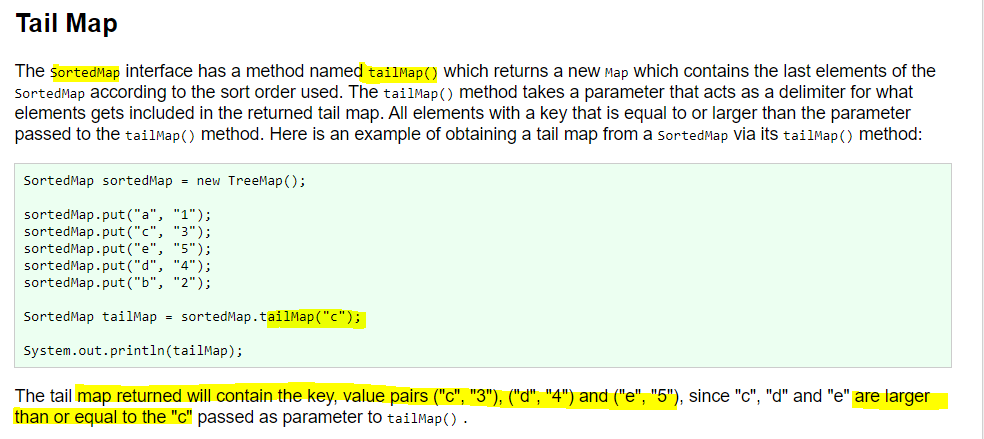 Tail Map
The SortedMap interface has a method named tailMap() which returns a new Map which contains the last elements of the
SortedMap according to the sort order used. The tailMap() method takes a parameter that acts as a delimiter for what
elements gets included in the returned tail map. All elements with a key that is equal to or larger than the parameter
passed to the tailMap() method. Here is an example of obtaining a tail map from a SortedMap via its tailMap() method:
SortedMap sortedMap = new TreeMap();
sortedMap.put("a", "1");
sortedMap.put("c", "3");
sortedMap.put("e", "5");
sortedMap.put("d", "4");
sortedMap.put("b", "2");
SortedMap tailMap = sortedMap.tailMap("c");
System.out.println(tailMap);
The tail map returned will contain the key, value pairs ("c", "3"), ("d", "4") and ("e", "5"), since "c", "d" and "e" are larger
than or equal to the "c" passed as parameter to tailMap() .